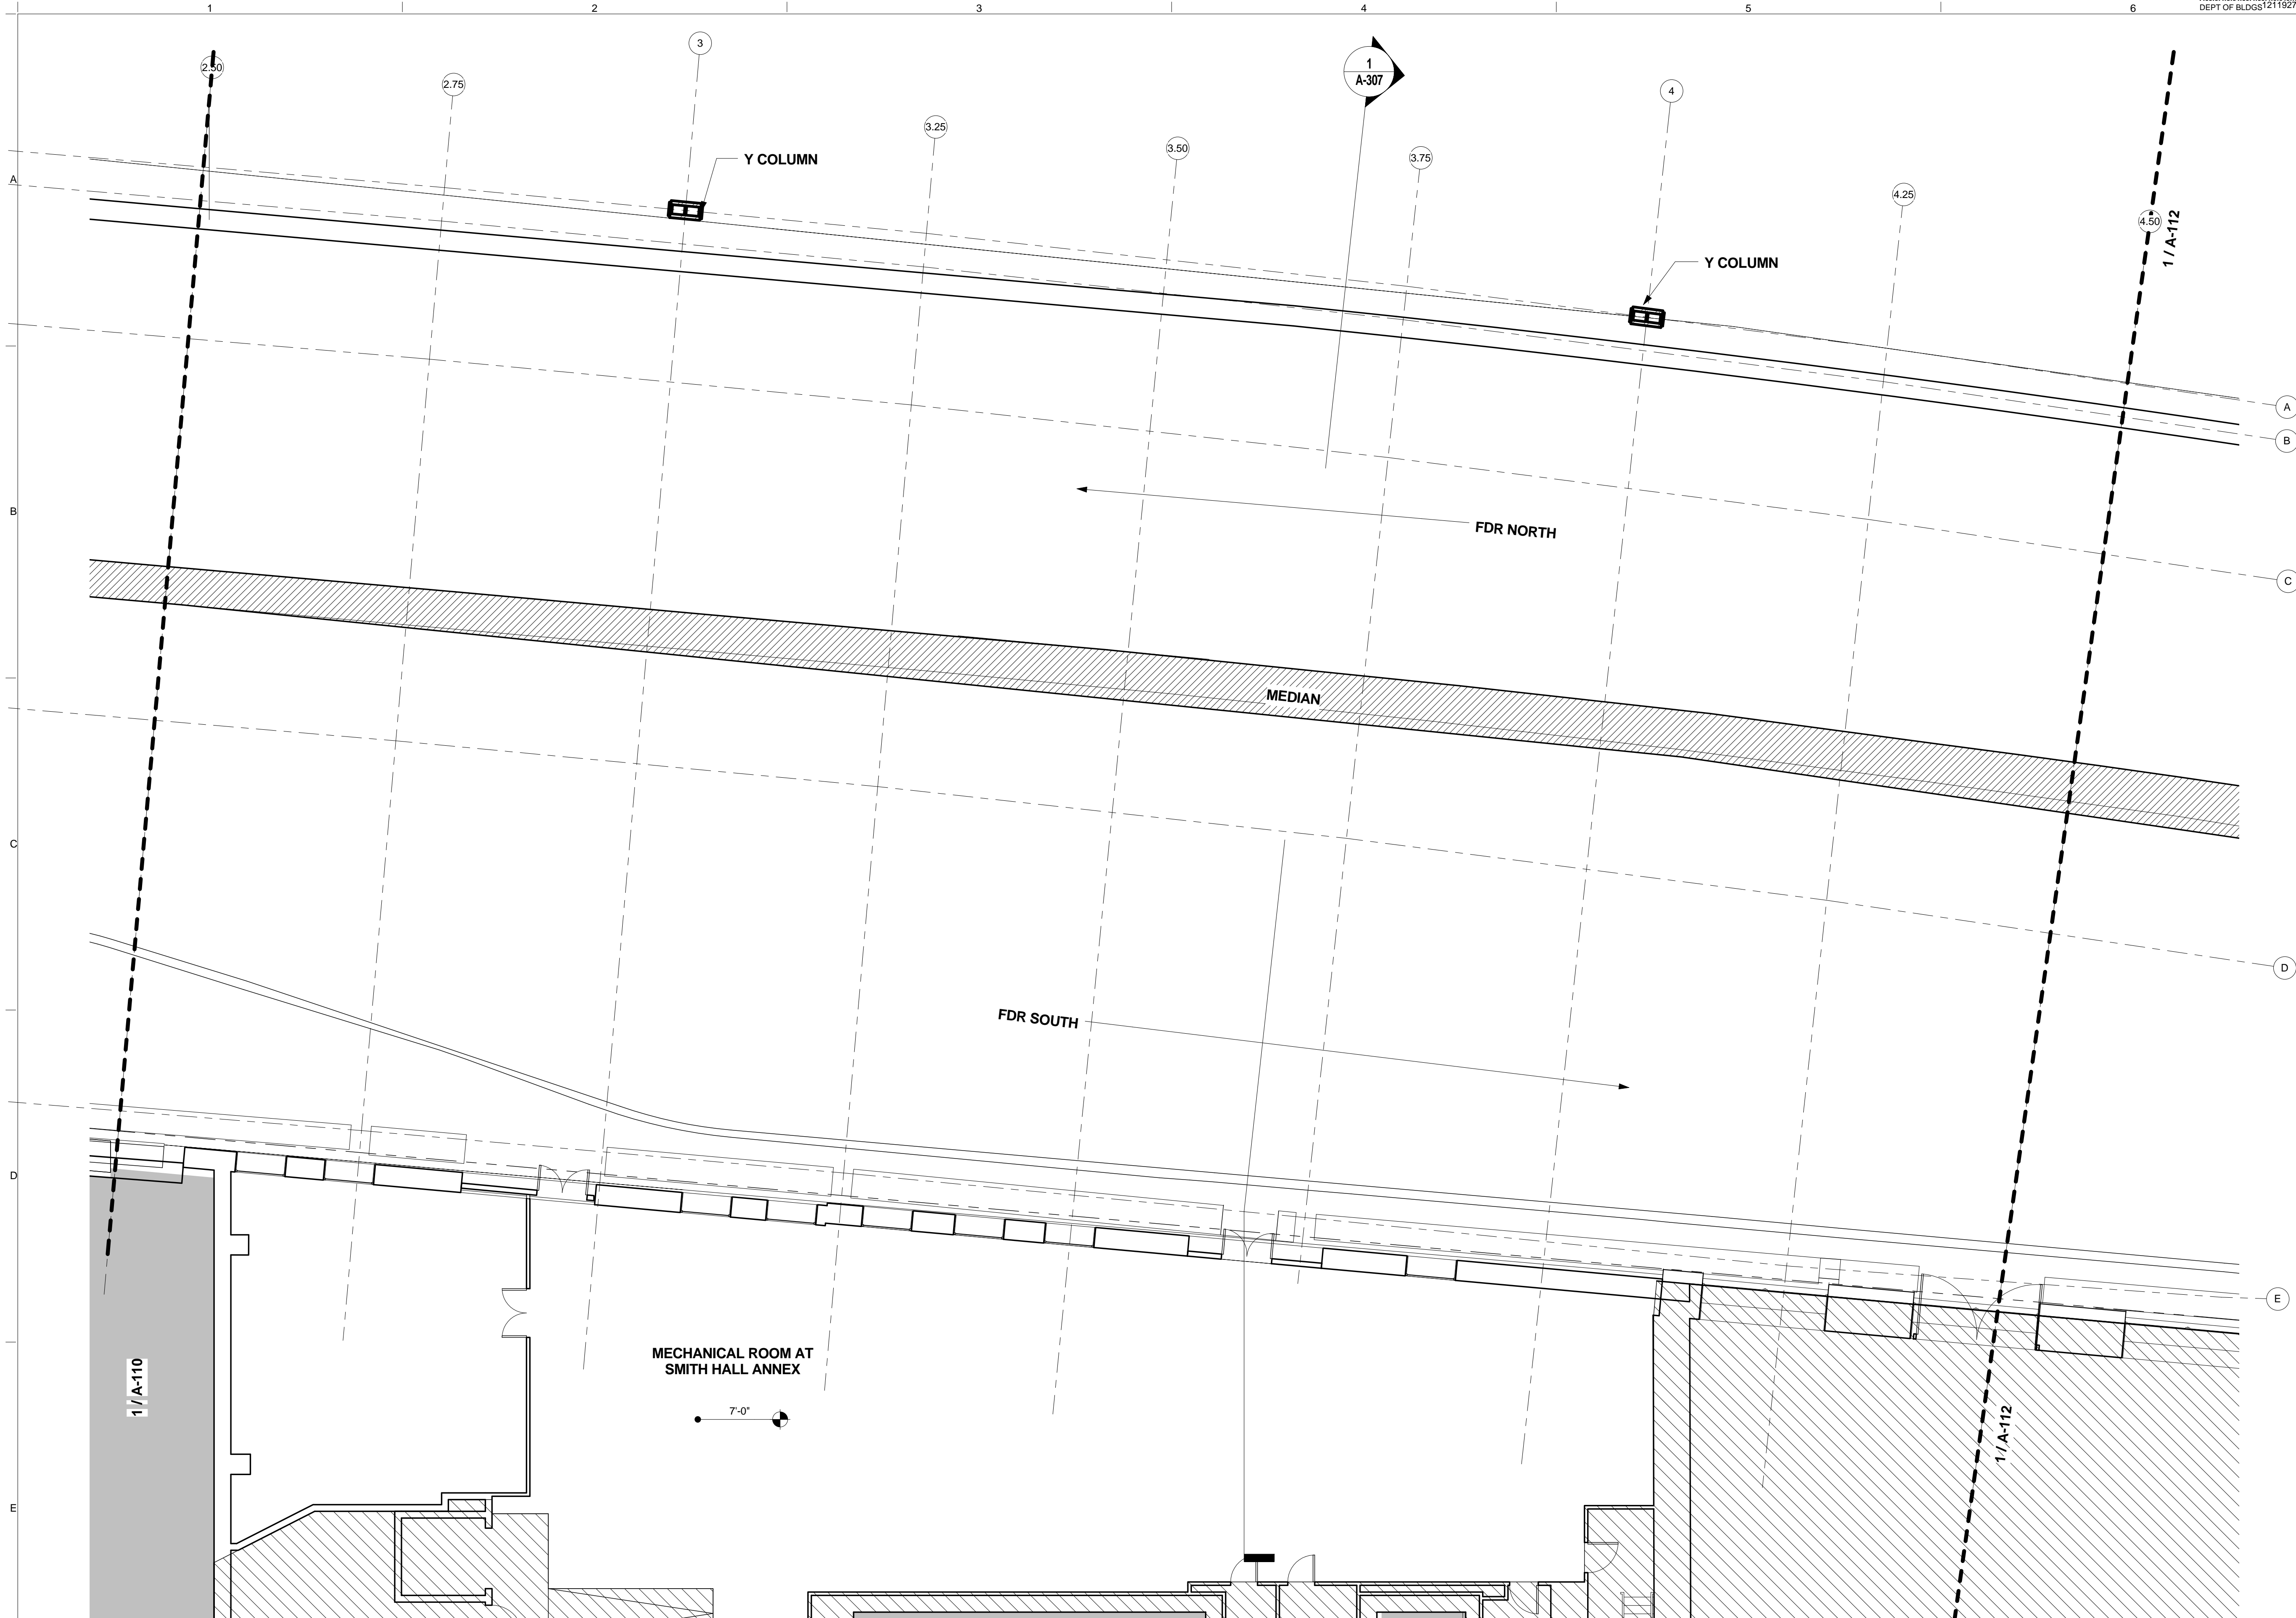 1
2
3
4
5
6
DEPT OF BLDGS 1211927
2.50
2.75
3
3.25
3.50
1
A-307
3.75
4
4.25
4.50
1 / A-112
Y COLUMN
Y COLUMN
A
B
C
D
E
A
B
C
D
E
FDR NORTH
MEDIAN
FDR SOUTH
MECHANICAL ROOM AT
SMITH HALL ANNEX
7'-0"
1 / A-110
1 / A-112